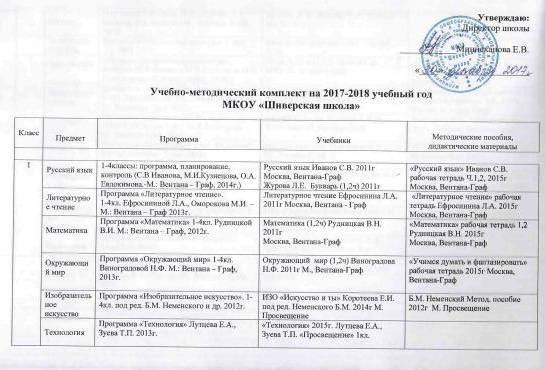 Утверждаю:
Директор школы
Е.В.
Учебно-методический комплект на 2017-2018 учебный год
МКОУ «Шиверская школа»
Класс
Предмет
Программа
Учебники
Методические пособия,
дидактические материалы
1
Русский язык
1-4классы: программа, планирование,
контроль (С.В Иванова, М.И.Кузнецова, О.А.
Евдокимова.-М.: Вентана – Граф, 2014г.)
Русский язык Иванов С.В. 2011г
Москва, Вентана-Граф
Журова Л.Е. Букварь (1,2ч) 2011г
«Русский язык» Иванов С.В.
рабочая тетрадь Ч.1,2, 2015г
Москва, Вентана-Граф
Литературно
е чтение
Программа «Литературное чтение».
1-4кл. Ефросининой Л.А., Оморокова М.И. –
М.: Вентана – Граф 2013г.
Литературное чтение Ефросинина Л.А.
2011г Москва, Вентана - Граф
«Литературное чтение» рабочая
тетрадь Ефросинина Л.А. 2015г
Москва, Вентана-Граф
Математика
Программа «Математика» 1-4кл. Рудницкой
В.И. М.: Вентана – Граф, 2012г.
Математика (1,2ч) Рудницкая В.Н.
2011г
Москва, Вентана-Граф
«Математика» рабочая тетрадь 1,2
Рудницкая В.Н. 2015г
Москва, Вентана-Граф
Окружающи
й мир
Программа «Окружающий мир» 1-4кл.
Виноградовой Н.Ф. М.: Вентана – Граф,
2013г.
Окружающий мир (1,2ч) Виноградова
Н.Ф. 2011г М., Вентана-Граф
«Учимся думать и фантазировать»
рабочая тетрадь 2015г Москва,
Вентана-Граф
Изобразитель
ное
искусство
Программа «Изобразительное искусство». 1-
4кл. под ред. Б.М. Неменского и др. 2012г.
ИЗО «Искусство и ты» Коротеева Е.И.
под ред. Неменского Б.М. 2014г М.
Просвещение
Б.М. Неменский Метод. пособие
2012г М. Просвещение
Технология
Программа «Технология» Лутцева Е.А.,
Зуева Т.П. 2013г.
«Технология» 2015г. Лутцева Е.А.,
Зуева Т.П. «Просвещение» 1кл.